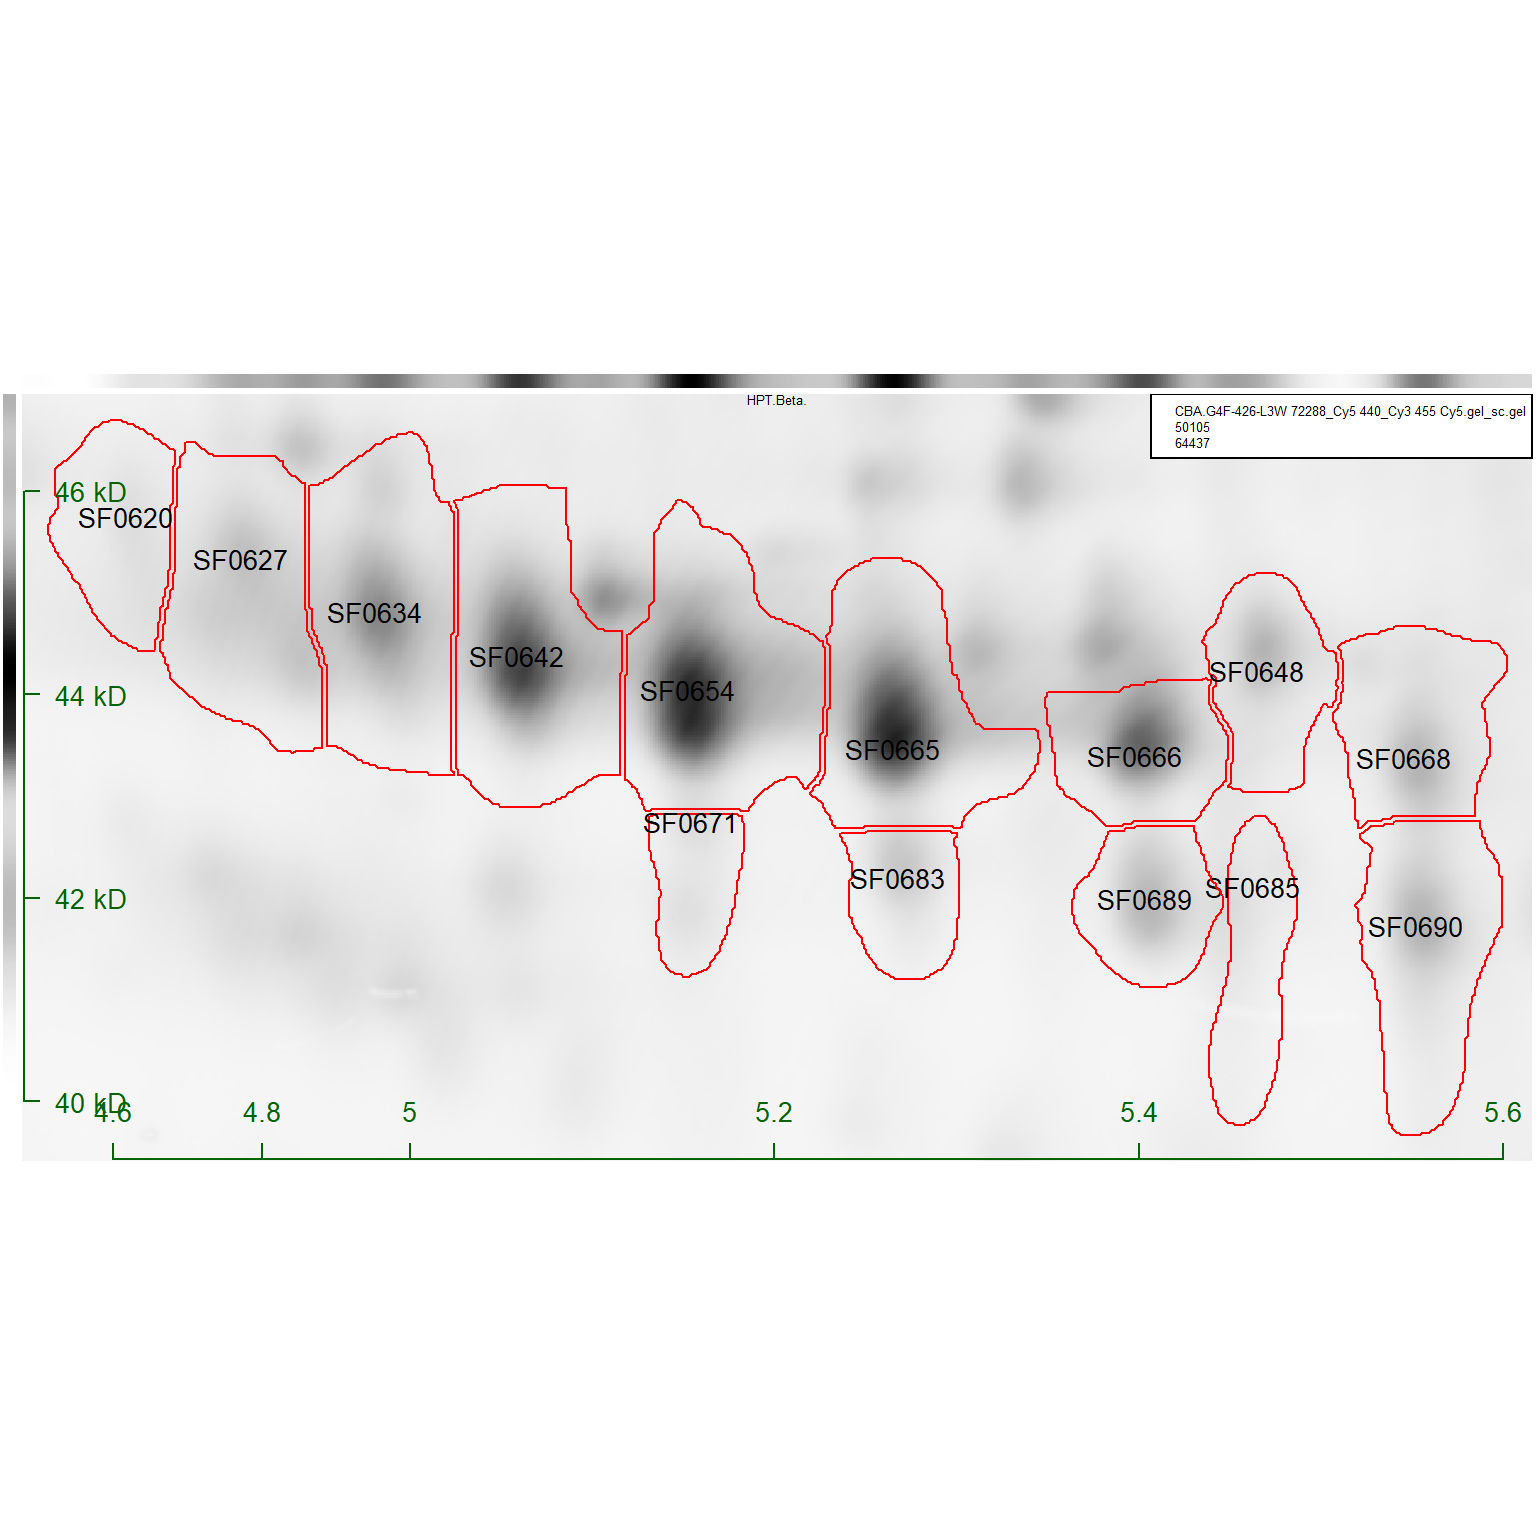 HPT.Beta.
CBA.G4F-426-L3W 72288_Cy5 440_Cy3 455 Cy5.gel_sc.gel
50105
64437
46 kD
SF0620
SF0627
SF0634
SF0642
SF0648
44 kD
SF0654
SF0665
SF0666
SF0668
SF0671
SF0683
SF0685
42 kD
SF0689
SF0690
40 kD
4.6 4.8 5 5.2 5.4 5.6